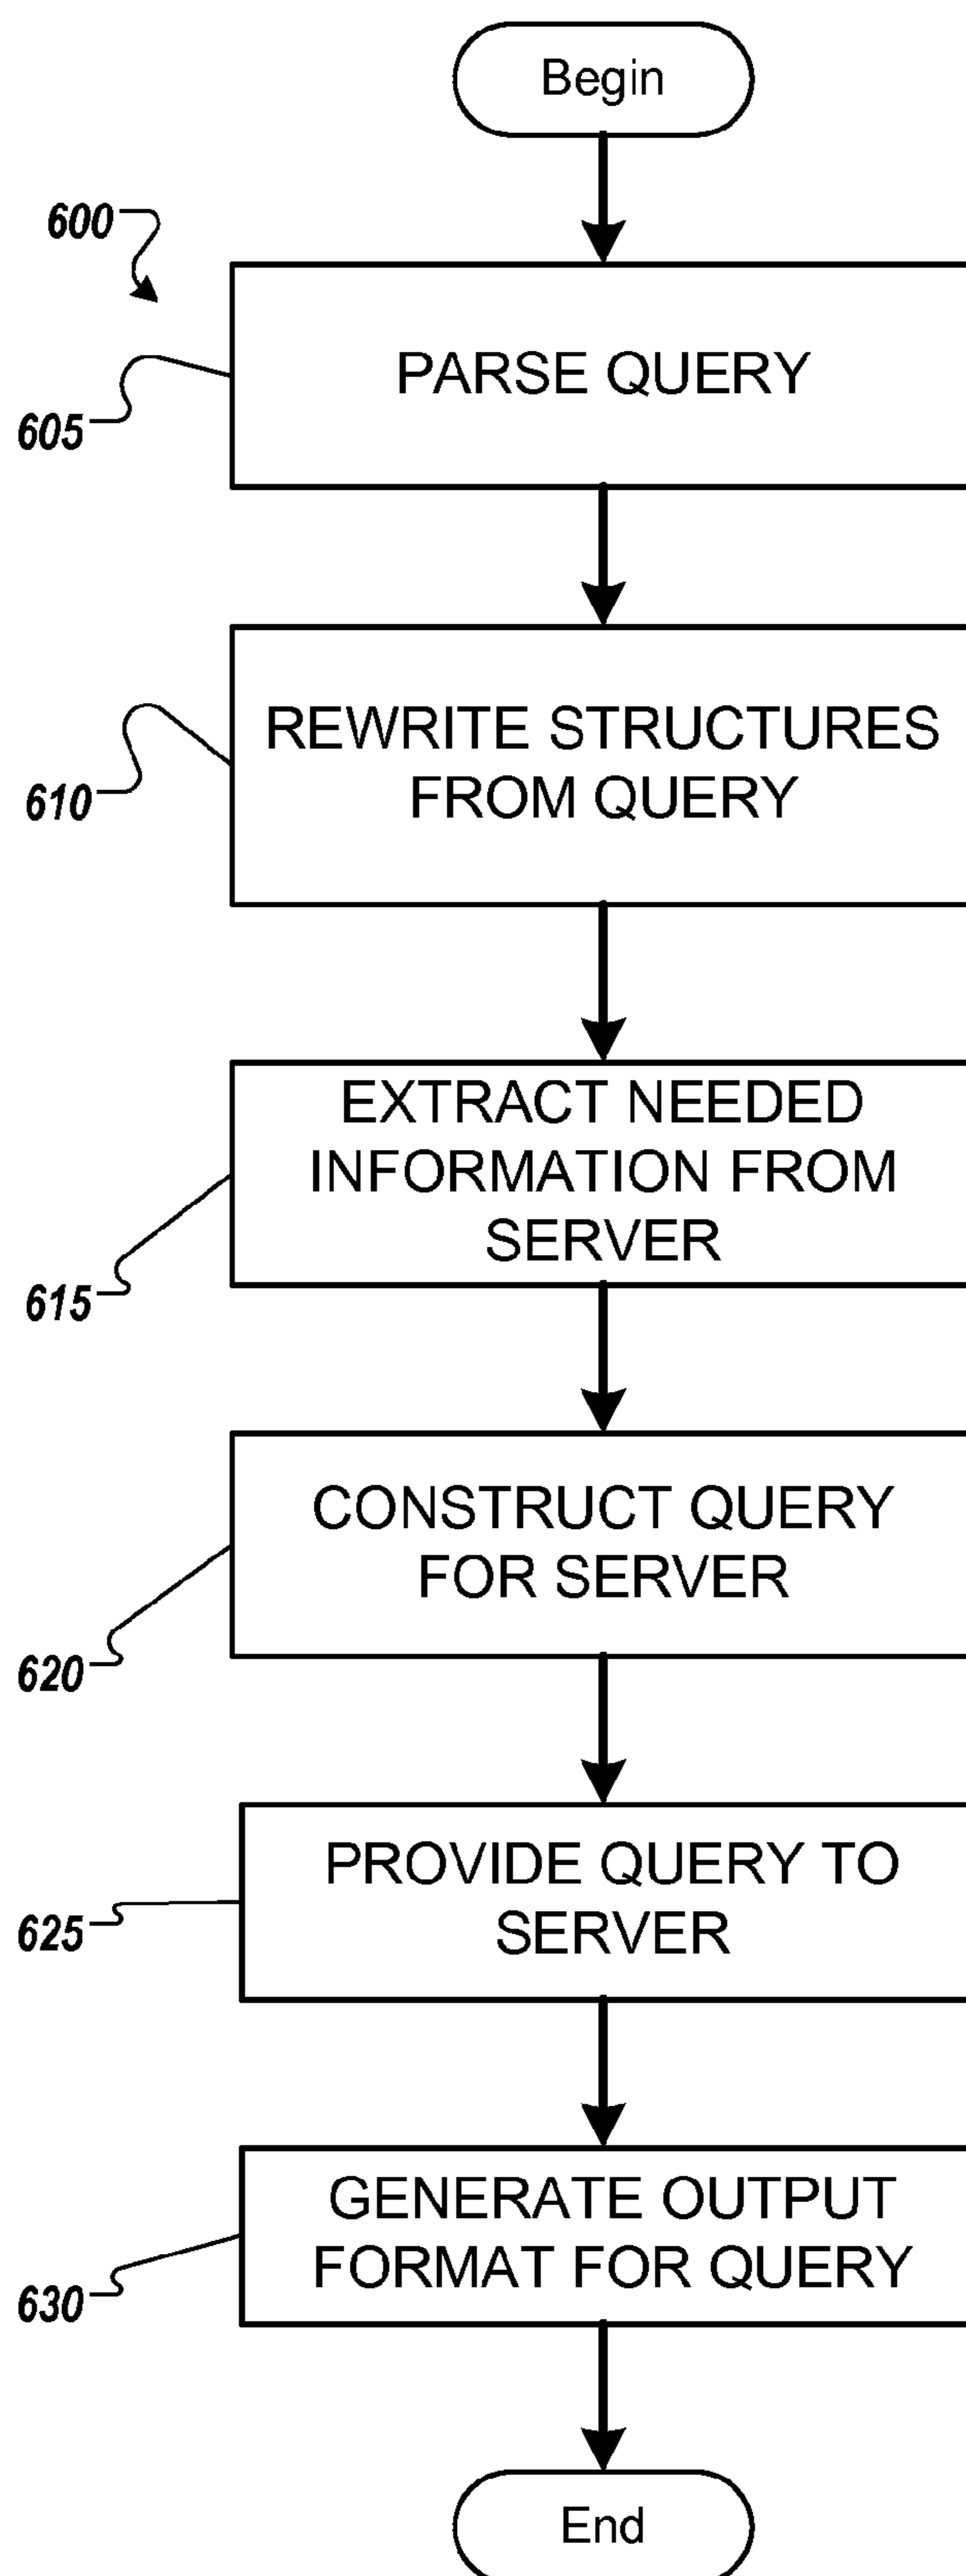 Begin
600
PARSE QUERY
605
REWRITE STRUCTURES
FROM QUERY
610
EXTRACT NEEDED
INFORMATION FROM
SERVER
615
CONSTRUCT QUERY
FOR SERVER
620
PROVIDE QUERY TO
SERVER
625
GENERATE OUTPUT
FORMAT FOR QUERY
630
End